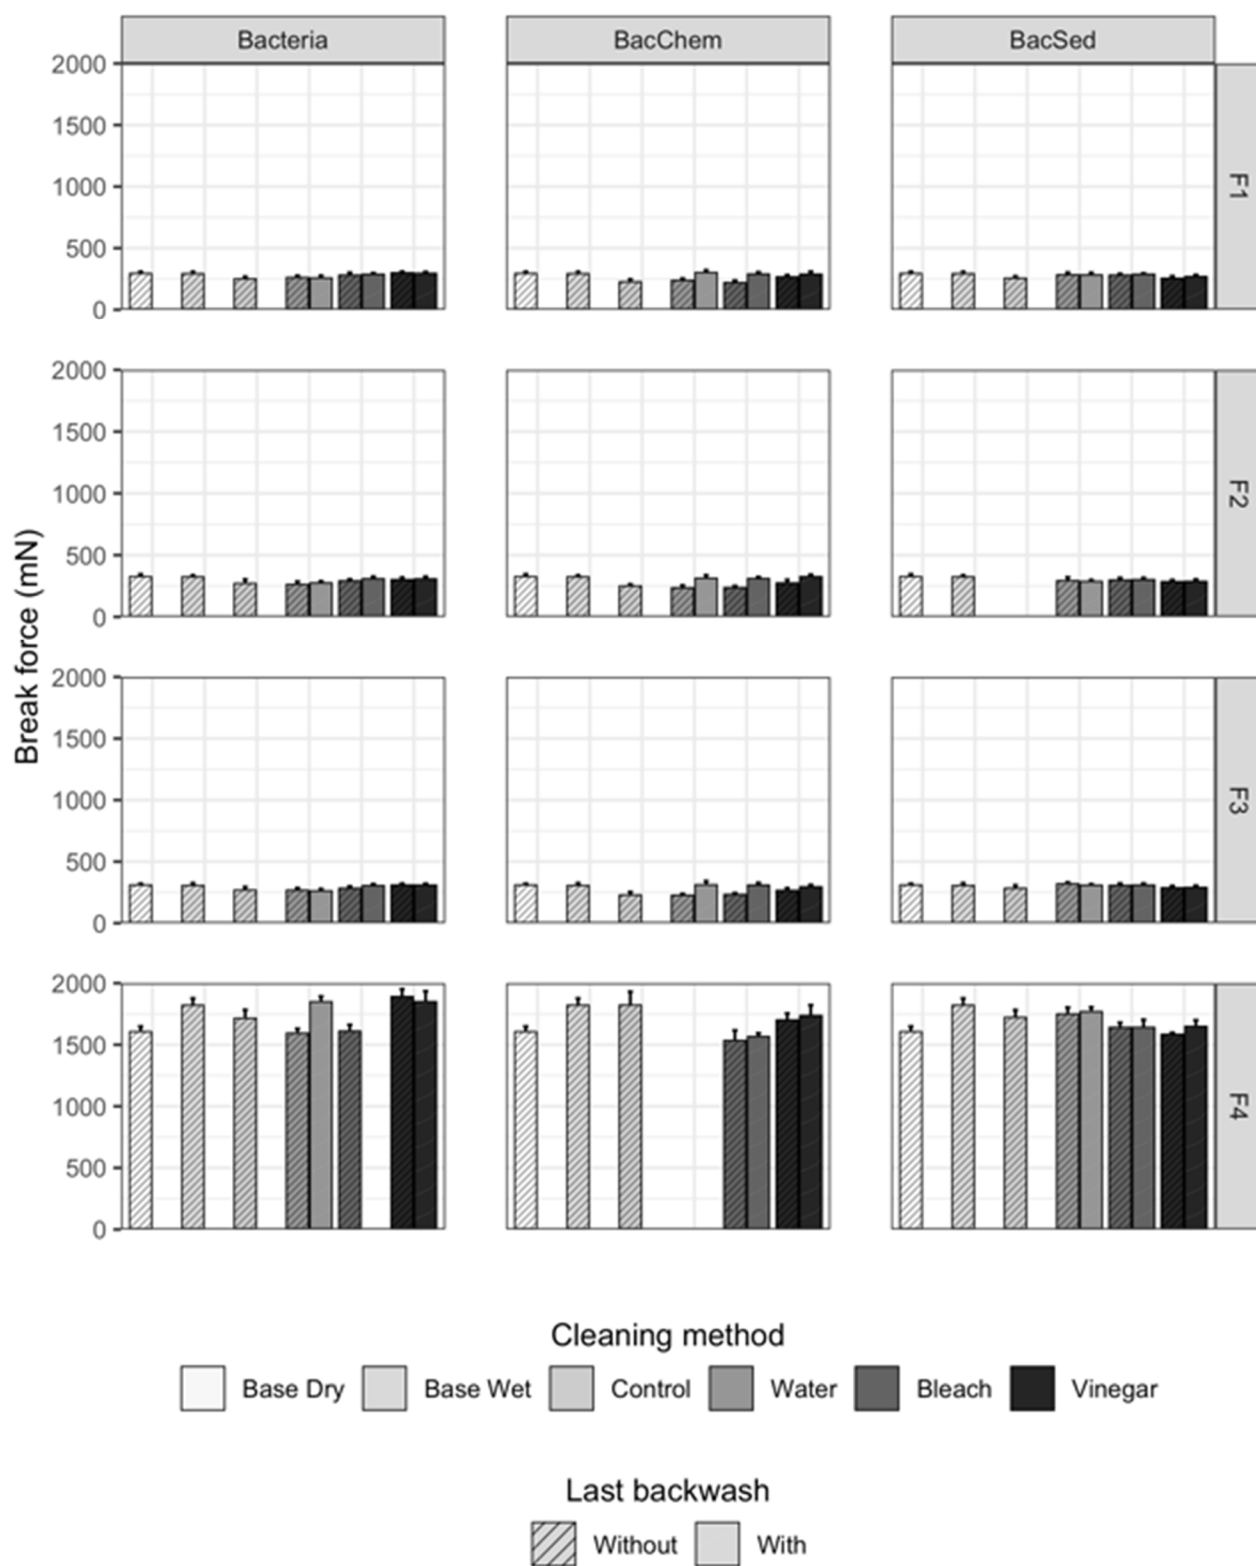 Bacteria BacChem BacSed
2000
1500
1000
500
0
F1
2000
1500
1000
500
0
F2
2000
1500
1000
500
0
F3
2000
1500
1000
500
0
F4
Break force (mN)
Cleaning method
Base Dry Base Wet Control Water Bleach Vinegar
Last backwash
Without With